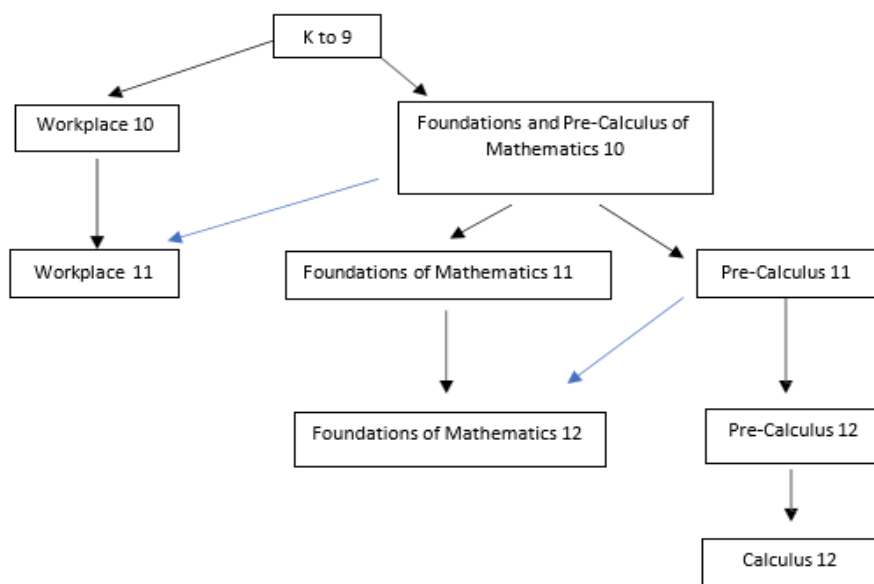 K to 9
Workplace 10
Foundations and Pre-Calculus of
Mathematics 10
Workplace 11
Foundations of Mathematics 11
Pre-Calculus 11
Foundations of Mathematics 12
Pre-Calculus 12
Calculus 12